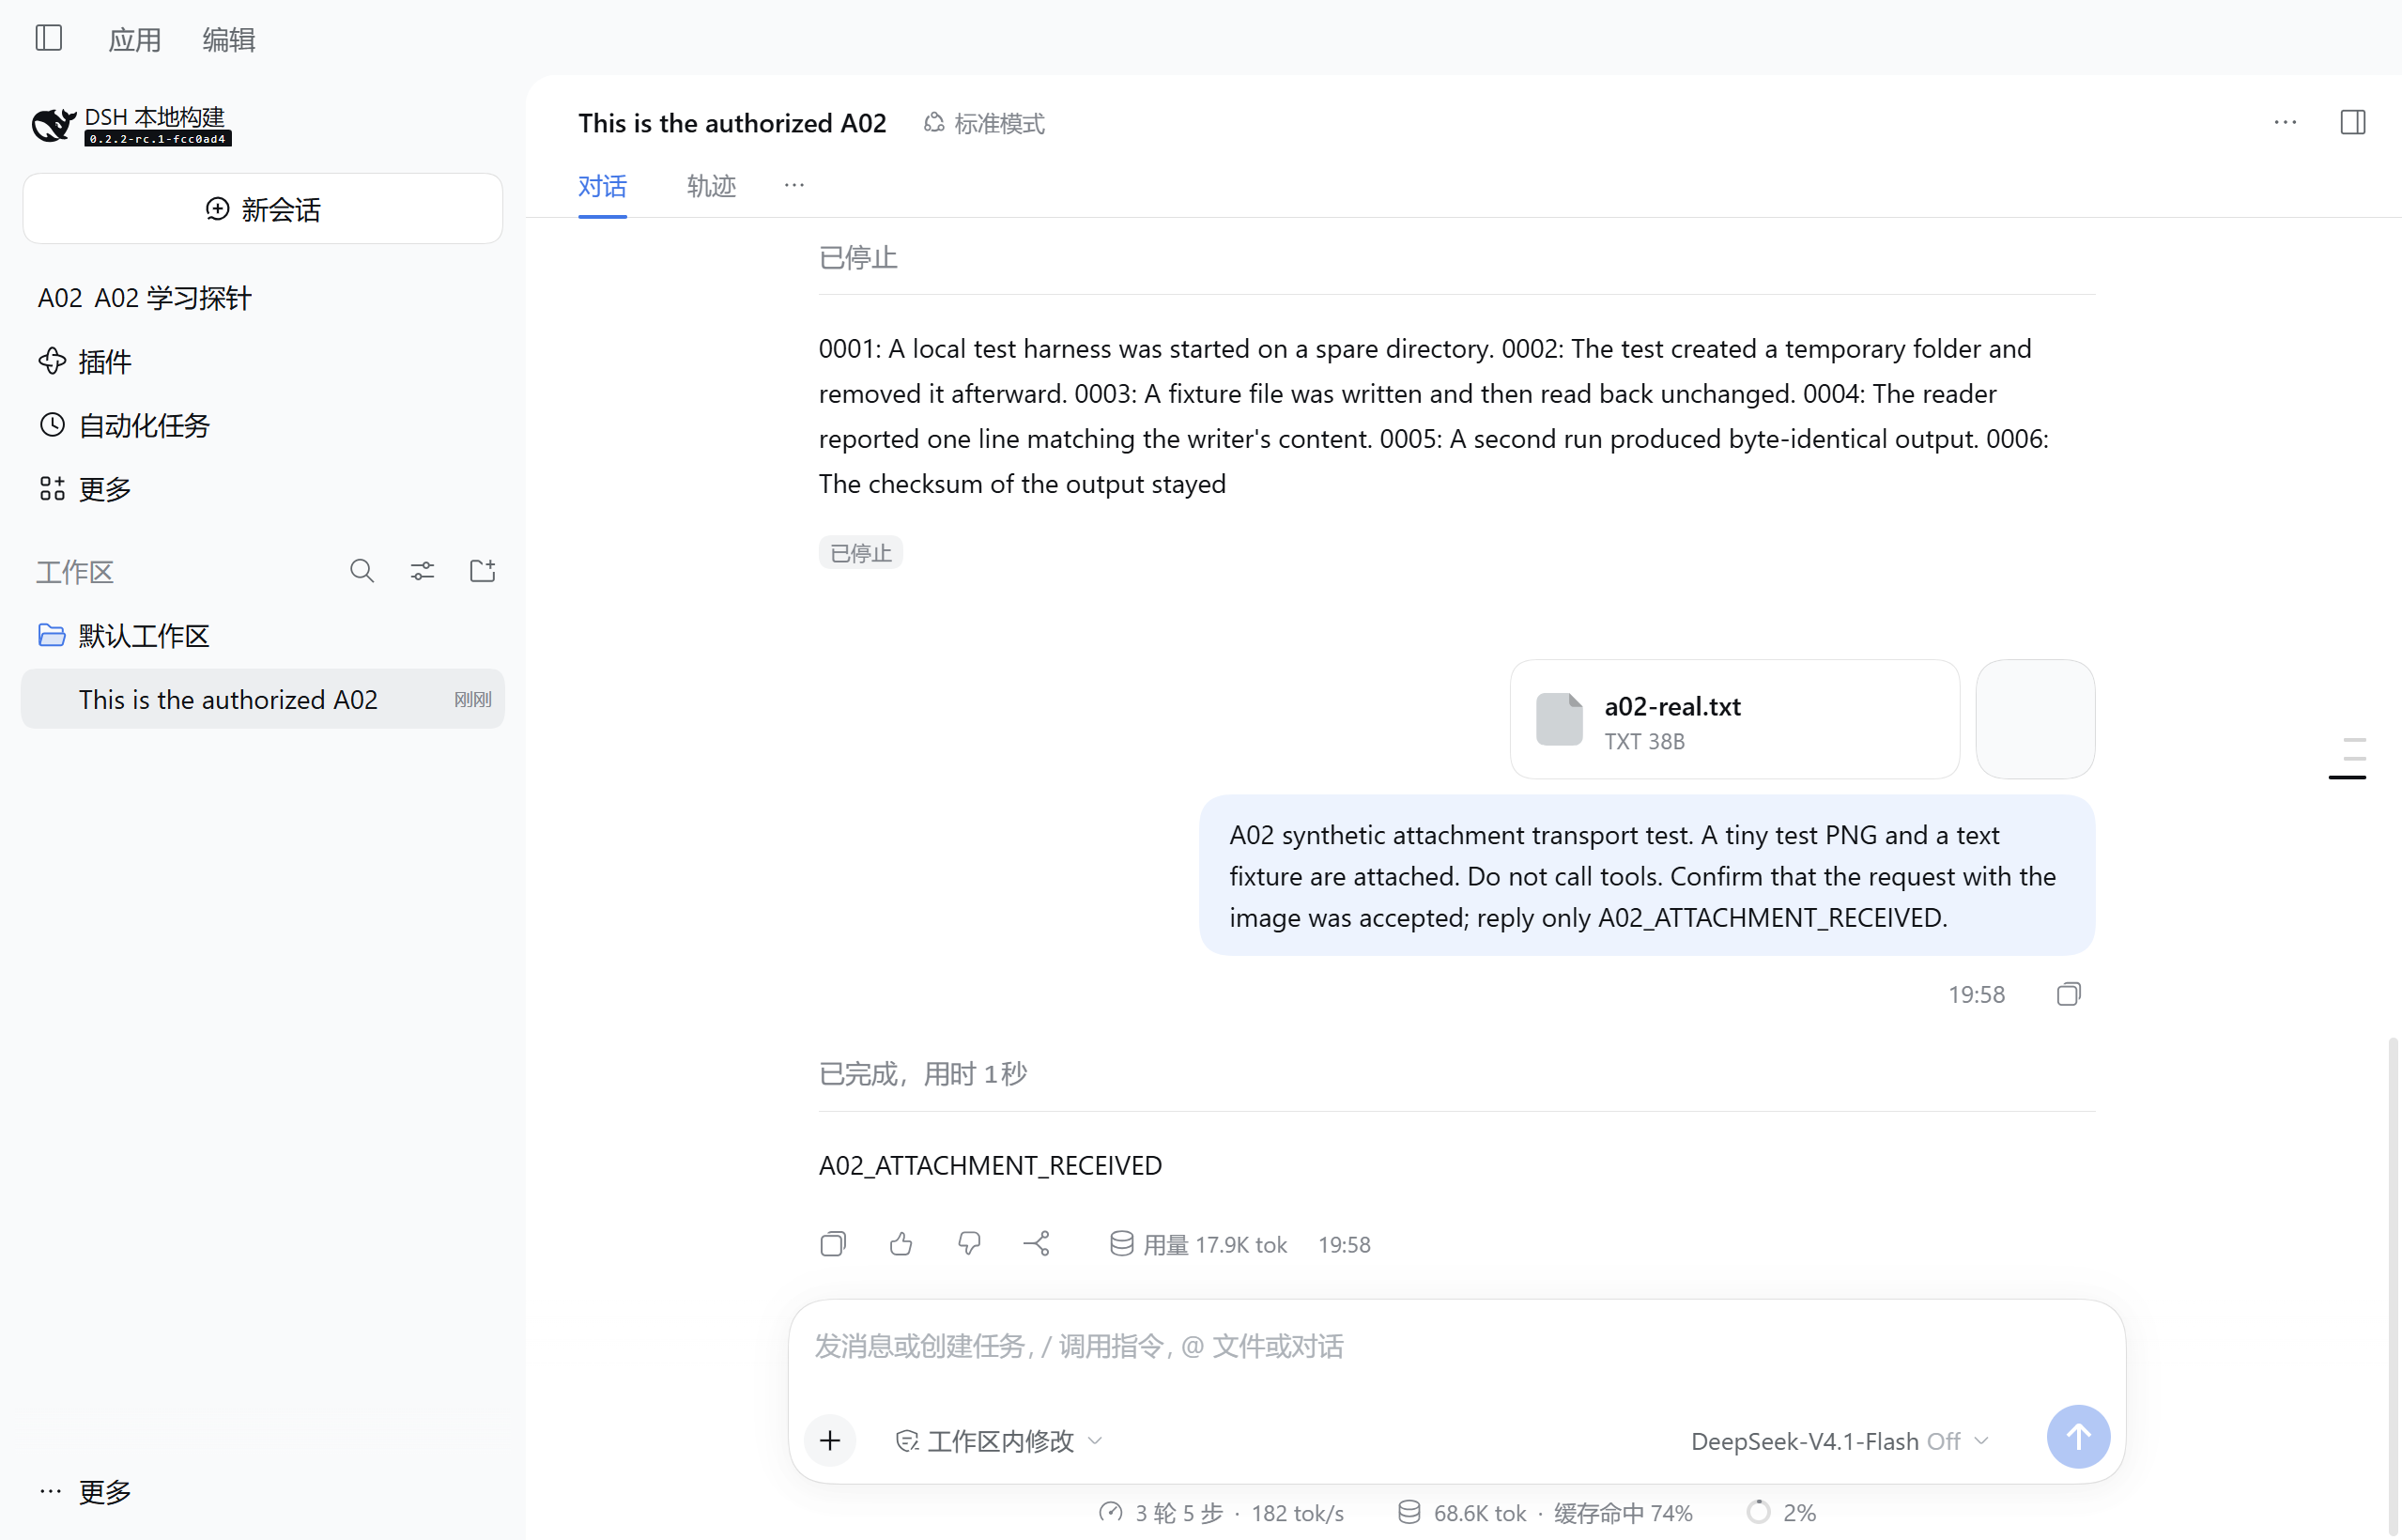 应用 编辑
DSH 本地构建
0.2.2-rc.1-fcc0ad4
新会话
A02 A02 学习探针
插件
自动化任务
更多
工作区
默认工作区
This is the authorized A02 刚刚
更多
This is the authorized A02 标准模式
对话 轨迹 ...
已停止
0001: A local test harness was started on a spare directory. 0002: The test created a temporary folder and
removed it afterward. 0003: A fixture file was written and then read back unchanged. 0004: The reader
reported one line matching the writer's content. 0005: A second run produced byte-identical output. 0006:
The checksum of the output stayed
已停止
a02-real.txt
TXT 38B
A02 synthetic attachment transport test. A tiny test PNG and a text
fixture are attached. Do not call tools. Confirm that the request with the
image was accepted; reply only A02_ATTACHMENT_RECEIVED.
19:58
已完成，用时 1秒
A02_ATTACHMENT_RECEIVED
用量 17.9K tok 19:58
发消息或创建任务, / 调用指令, @ 文件或对话
工作区内修改 DeepSeek-V4.1-Flash Off
3 轮 5 步 · 182 tok/s 68.6K tok · 缓存命中 74% 2%